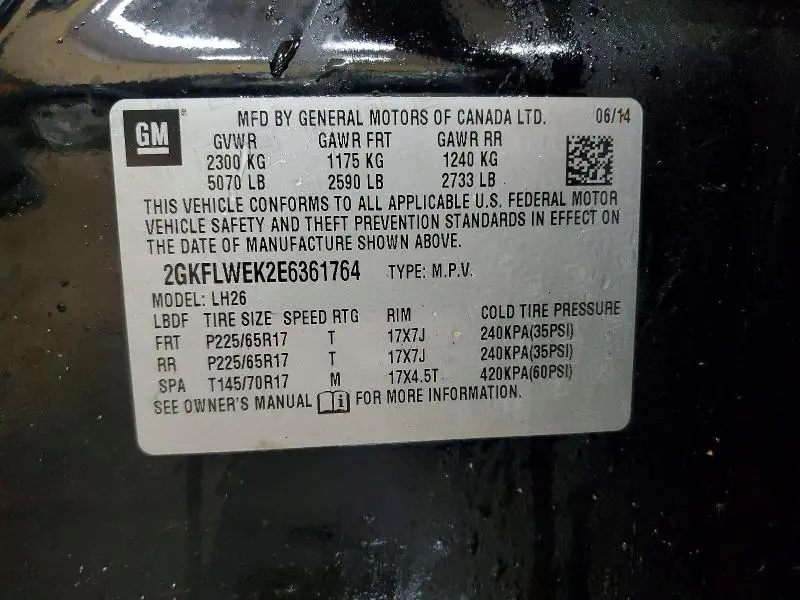 GM
MFD BY GENERAL MOTORS OF CANADA LTD. 06/14
GVWR GAWR FRT GAWR RR
2300 KG 1175 KG 1240 KG
5070 LB 2590 LB 2733 LB
THIS VEHICLE CONFORMS TO ALL APPLICABLE U.S. FEDERAL MOTOR
VEHICLE SAFETY AND THEFT PREVENTION STANDARDS IN EFFECT ON
THE DATE OF MANUFACTURE SHOWN ABOVE.
2GKFLWEK2E6361764 TYPE: M.P.V.
MODEL: LH26
LBDF TIRE SIZE SPEED RTG RIM COLD TIRE PRESSURE
FRT P225/65R17 T 17X7J 240KPA(35PSI)
RR P225/65R17 T 17X7J 240KPA(35PSI)
SPA T145/70R17 M 17X4.5T 420KPA(60PSI)
SEE OWNER'S MANUAL i FOR MORE INFORMATION.